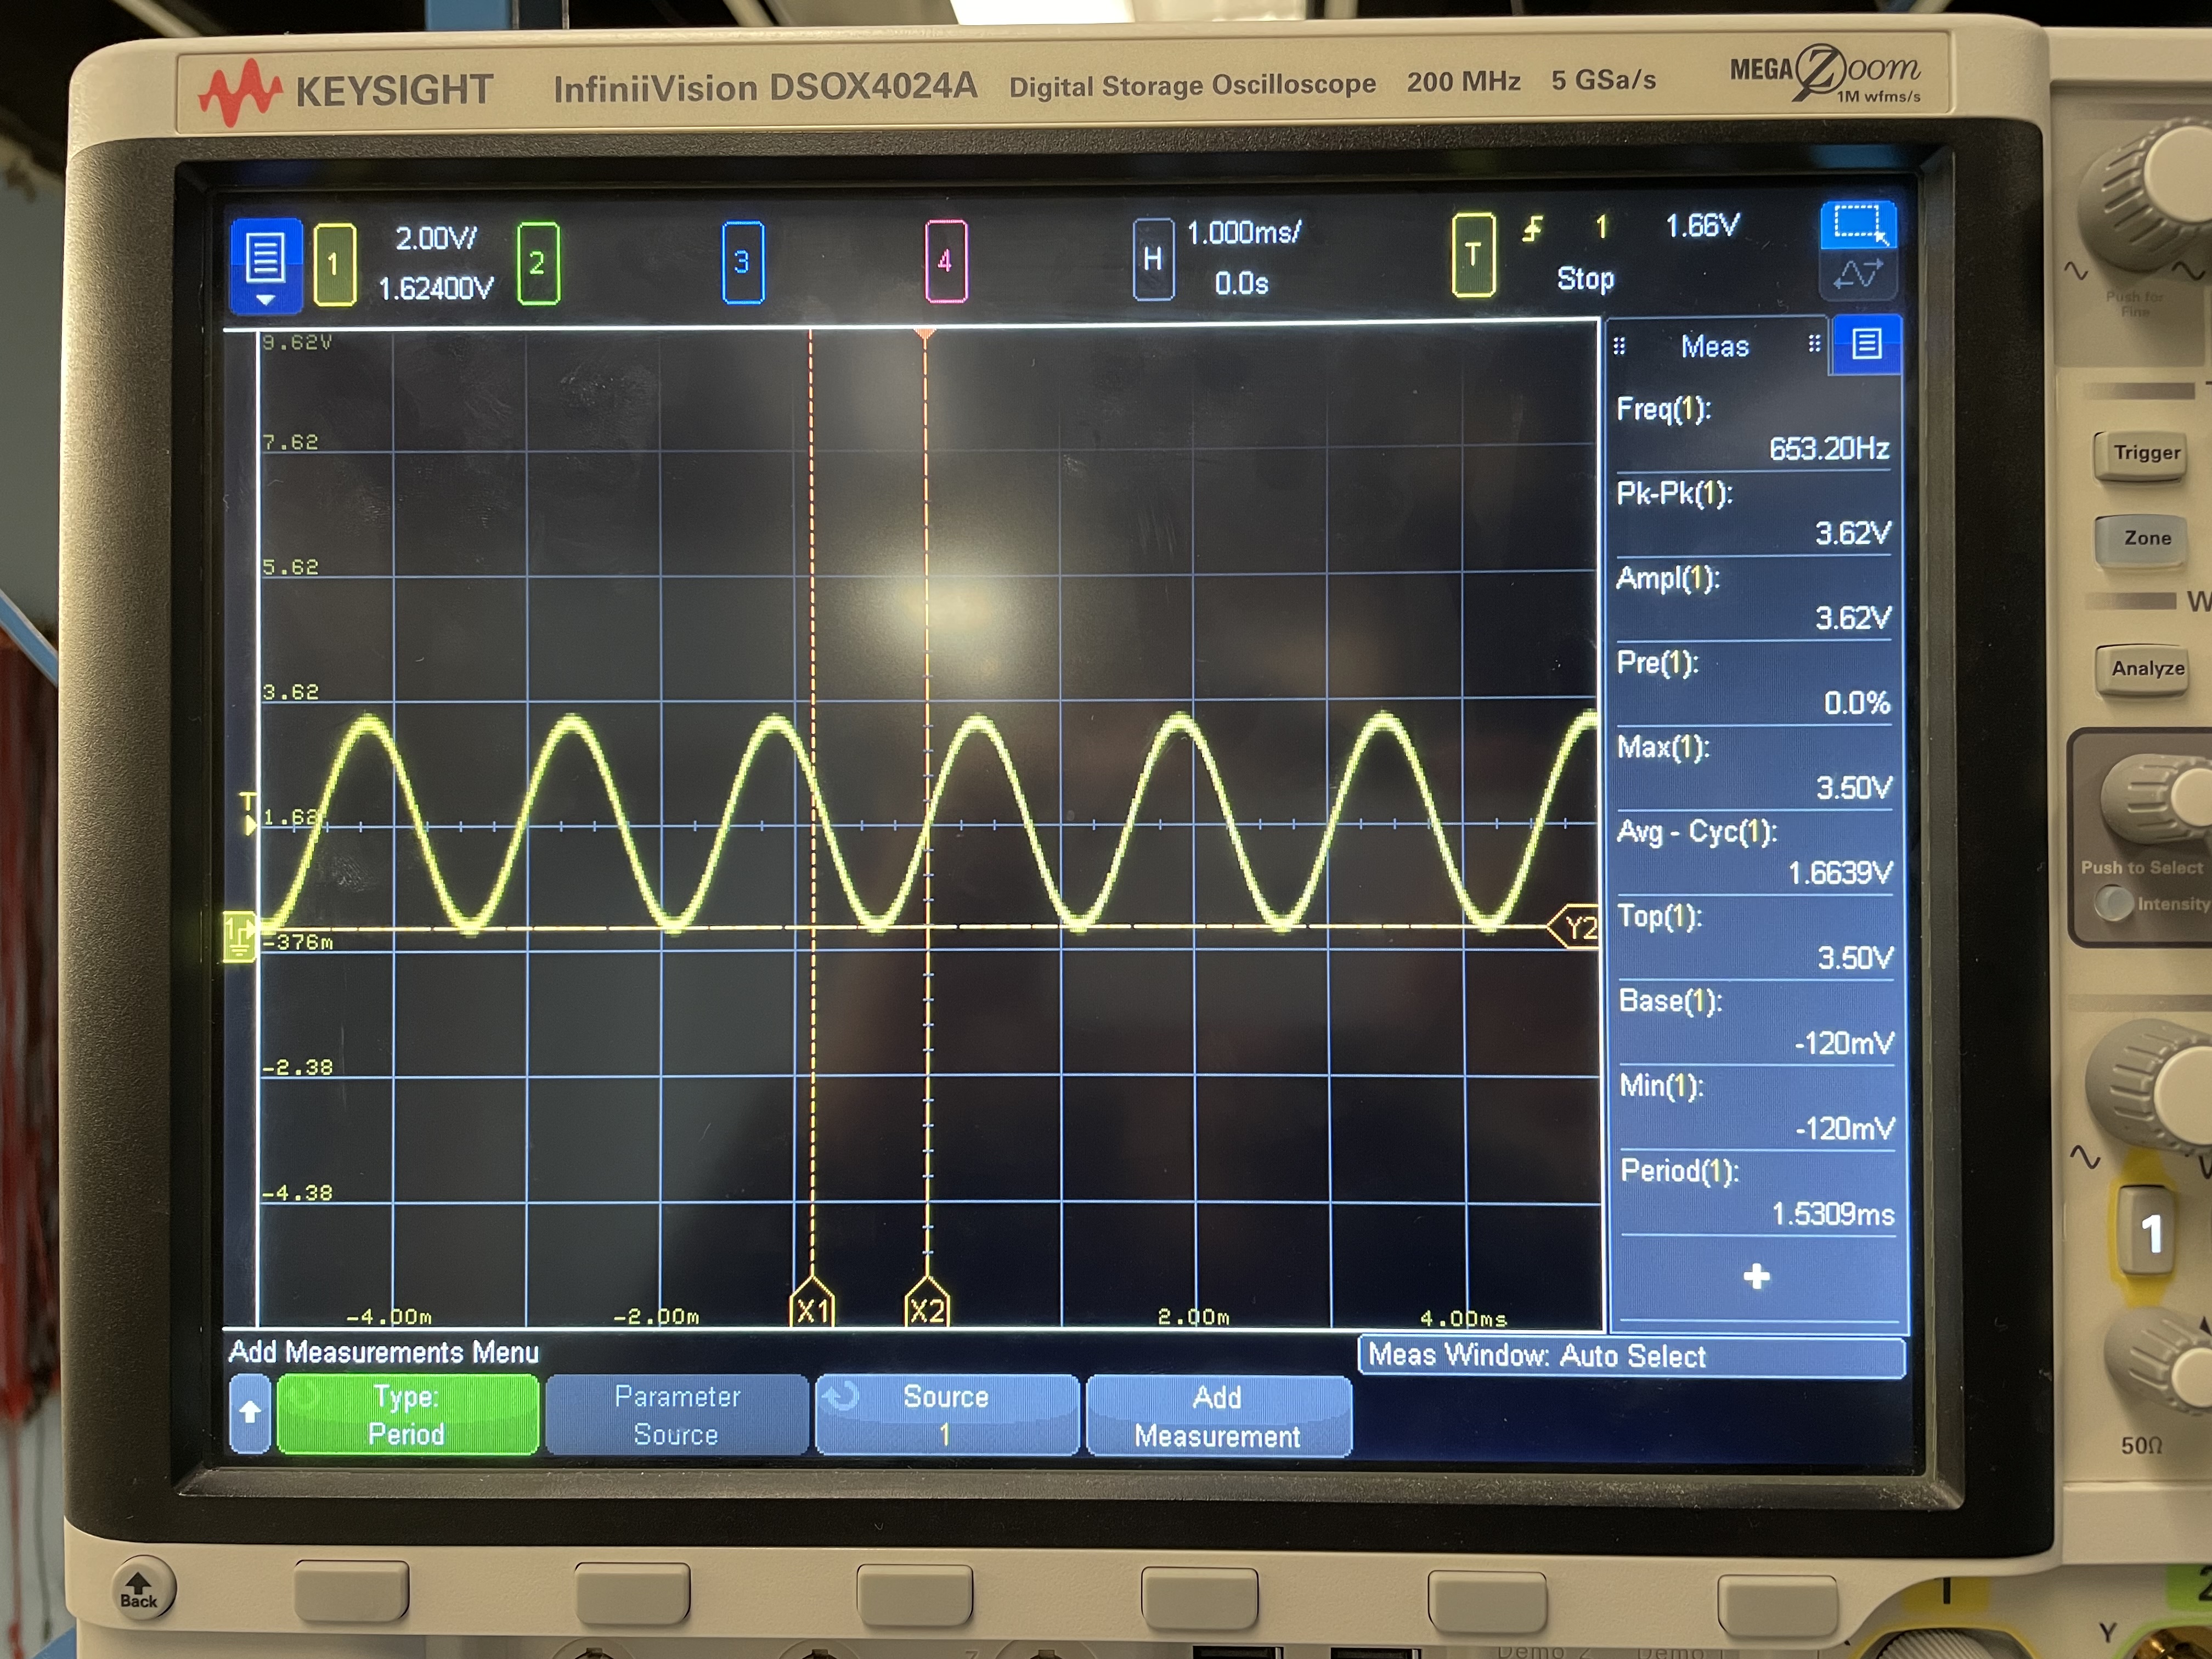 KEYSIGHT InfiniiVision DSOX4024A Digital Storage Oscilloscope 200 MHz 5 GSa/s MEGA Zoom
1M wfms/s
1 2.00V/ 2 3 4 H 1.000ms/ T 1 1.66V
1.62400V 0.0s Stop
Push for
Fine
9.62V
7.62
5.62
3.62
1.62
-376m
-2.38
-4.38
T
1
Y2
X1 X2
-4.00m -2.00m 2.00m 4.00ms
Meas
Freq(1):
653.20Hz
Pk-Pk(1):
3.62V
Ampl(1):
3.62V
Pre(1):
0.0%
Max(1):
3.50V
Avg - Cyc(1):
1.6639V
Top(1):
3.50V
Base(1):
-120mV
Min(1):
-120mV
Period(1):
1.5309ms
Add Measurements Menu
Meas Window: Auto Select
Type:
Period
Parameter
Source
Source
1
Add
Measurement
Trigger
Zone
Analyze
Push to Select
Intensity
1
50Ω
Back
1
2
Y
Demo 2